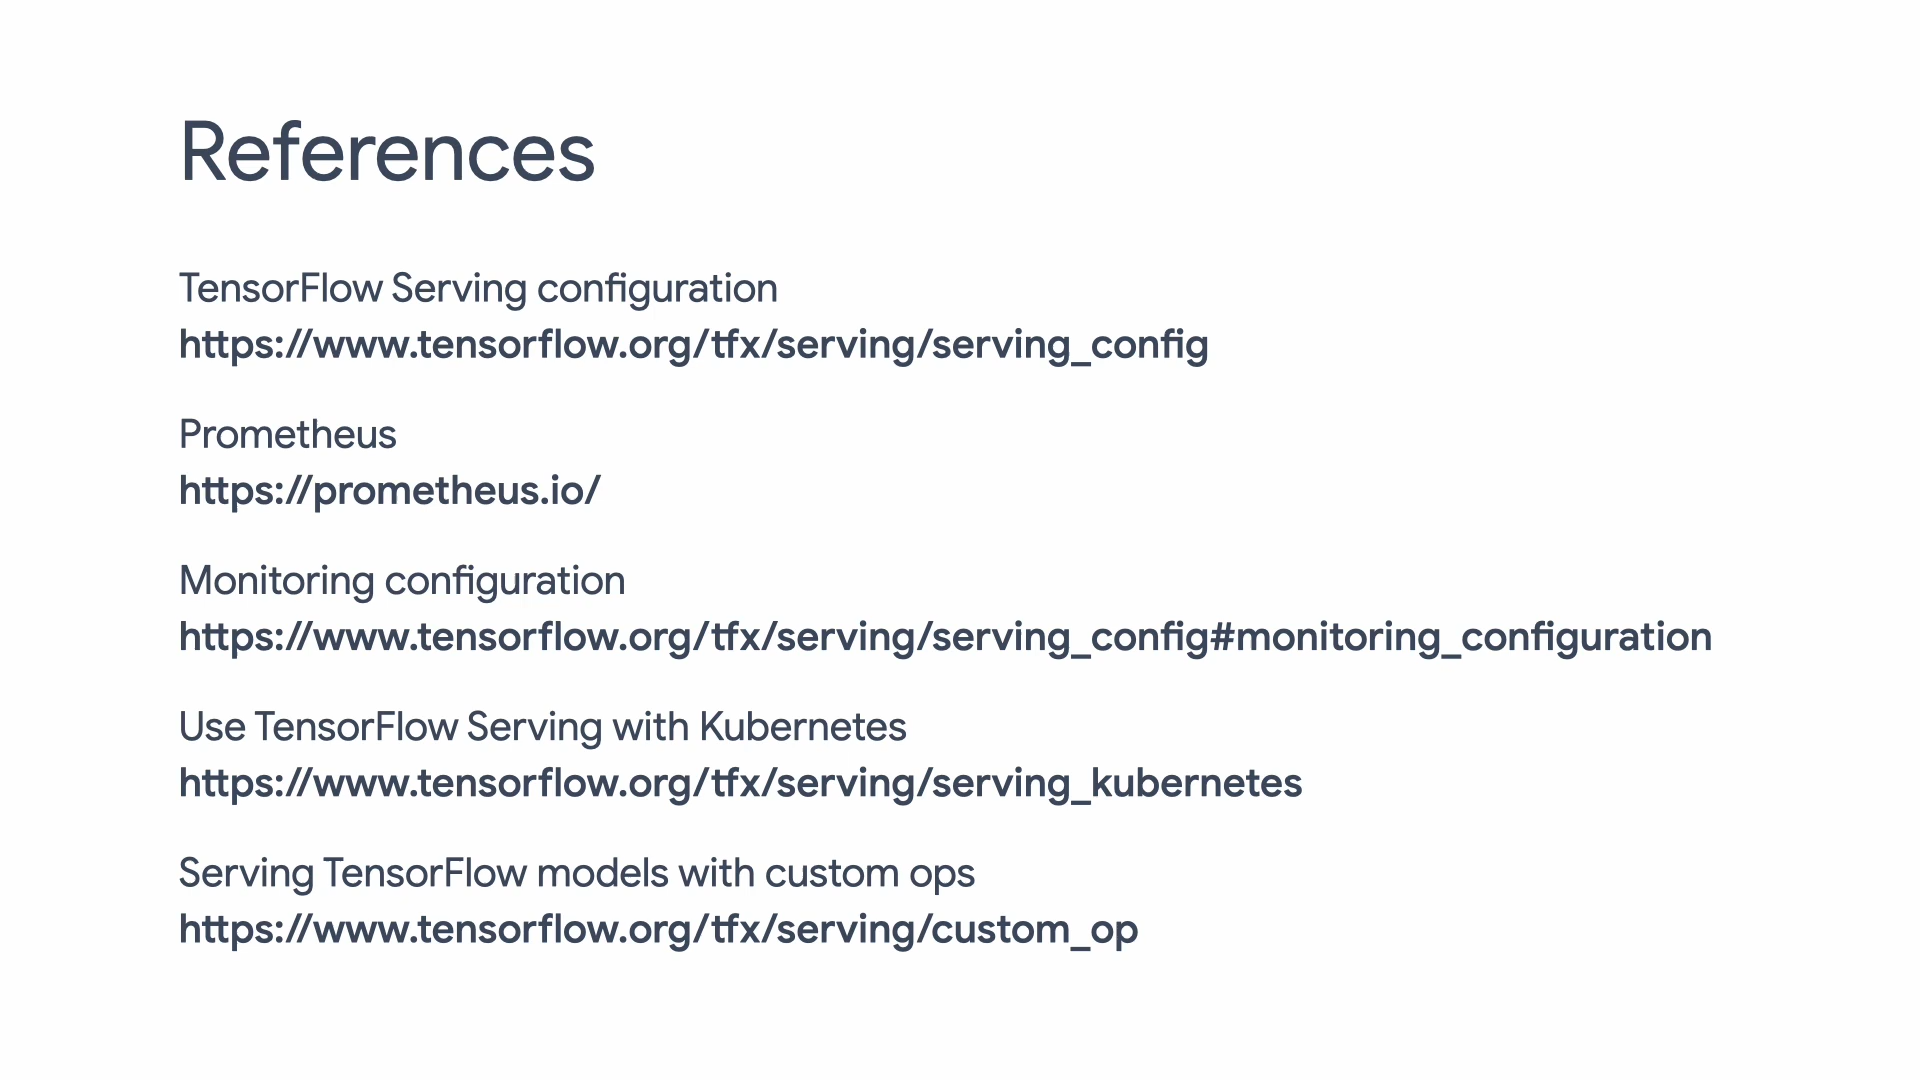 References
TensorFlow Serving configuration
https://www.tensorflow.org/tfx/serving/serving_config
Prometheus
https://prometheus.io/
Monitoring configuration
https://www.tensorflow.org/tfx/serving/serving_config#monitoring_configuration
Use TensorFlow Serving with Kubernetes
https://www.tensorflow.org/tfx/serving/serving_kubernetes
Serving TensorFlow models with custom ops
https://www.tensorflow.org/tfx/serving/custom_op